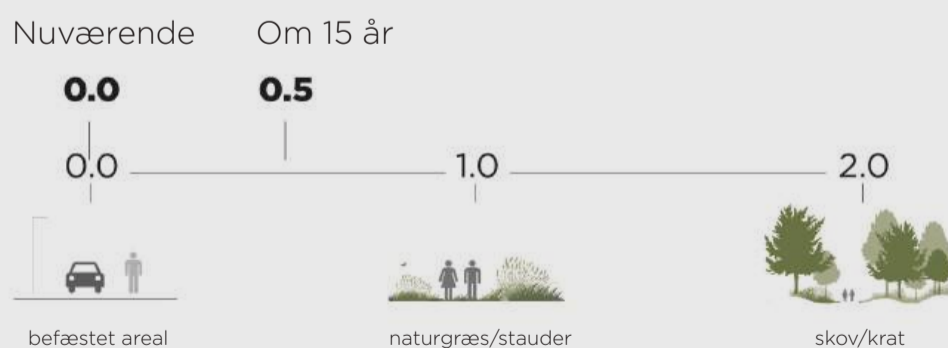 Nuværende Om 15 år
0.0 0.5
0.0 1.0 2.0
befæstet areal naturgræs/stauder skov/krat